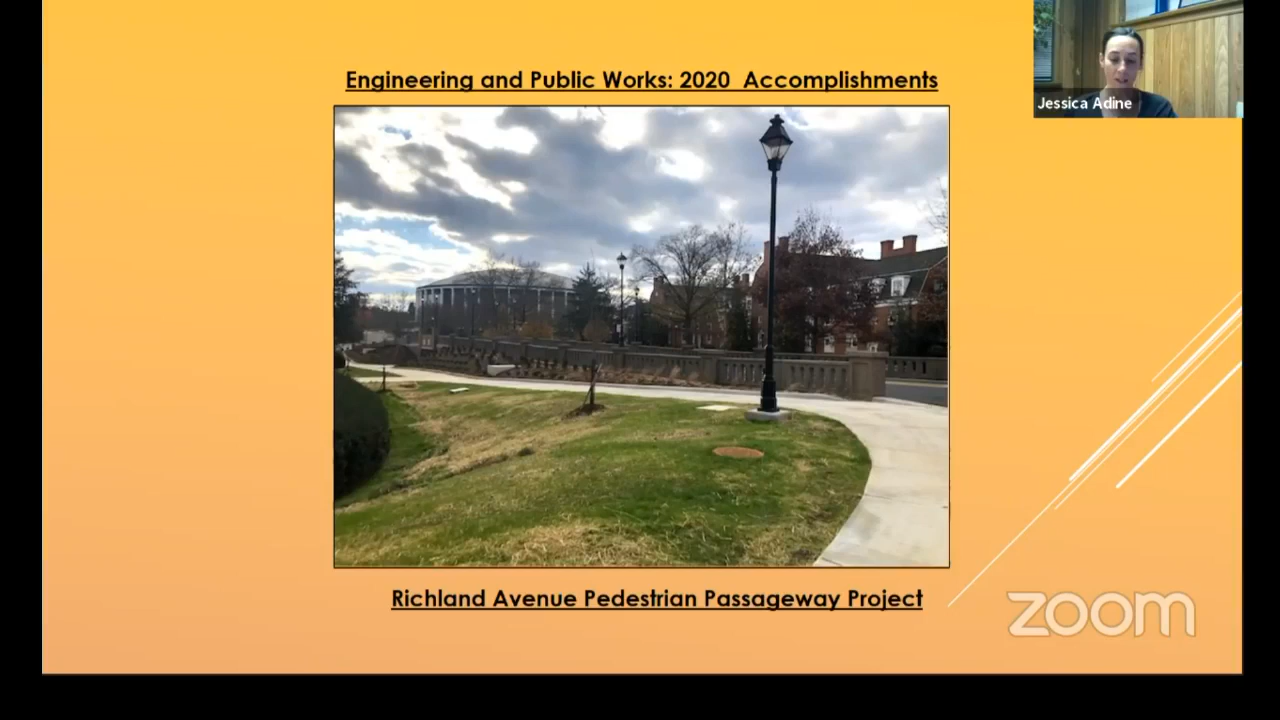 Engineering and Public Works: 2020 Accomplishments
Jessica Adine
Richland Avenue Pedestrian Passageway Project
zoom